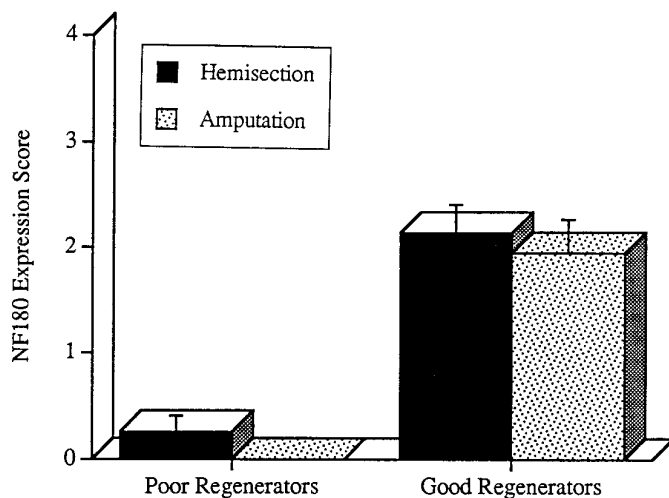 4
3
2
1
0
NF180 Expression Score
Hemisection
Amputation
Poor Regenerators
Good Regenerators